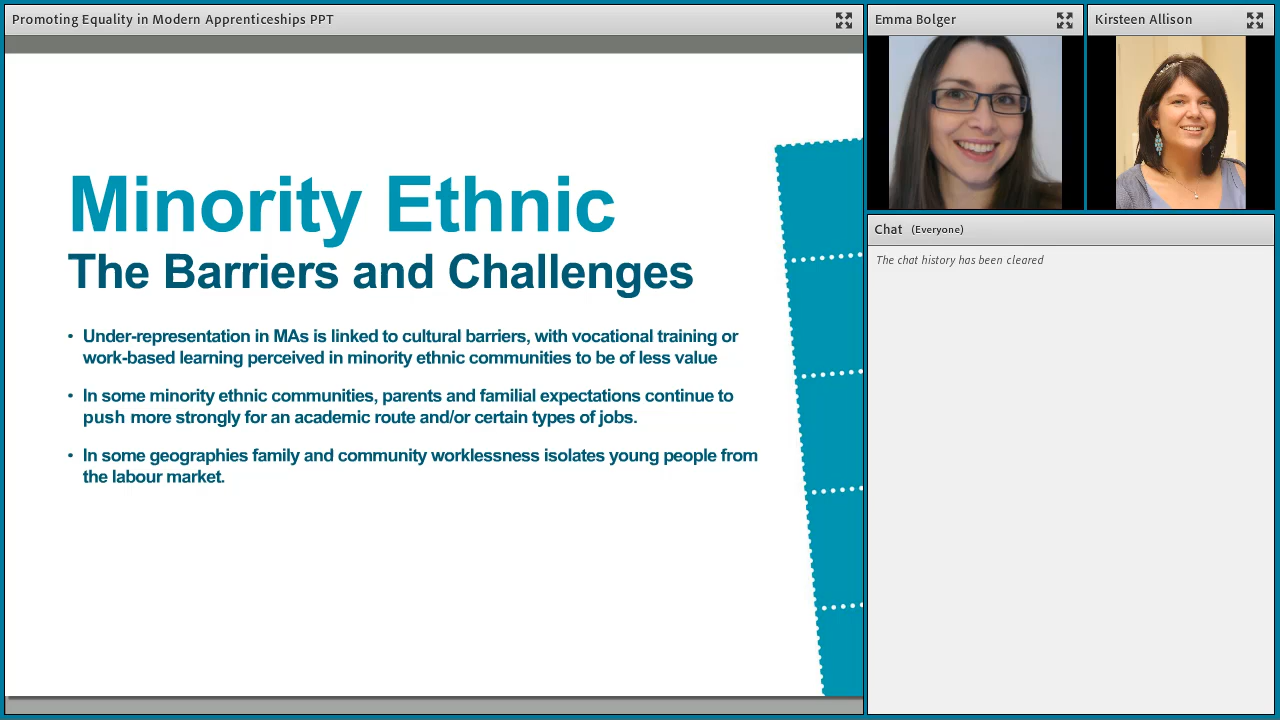 Promoting Equality in Modern Apprenticeships PPT
Emma Bolger
Kirsteen Allison
Minority Ethnic
The Barriers and Challenges
• Under-representation in MAs is linked to cultural barriers, with vocational training or
work-based learning perceived in minority ethnic communities to be of less value
• In some minority ethnic communities, parents and familial expectations continue to
push more strongly for an academic route and/or certain types of jobs.
• In some geographies family and community worklessness isolates young people from
the labour market.
Chat (Everyone)
The chat history has been cleared